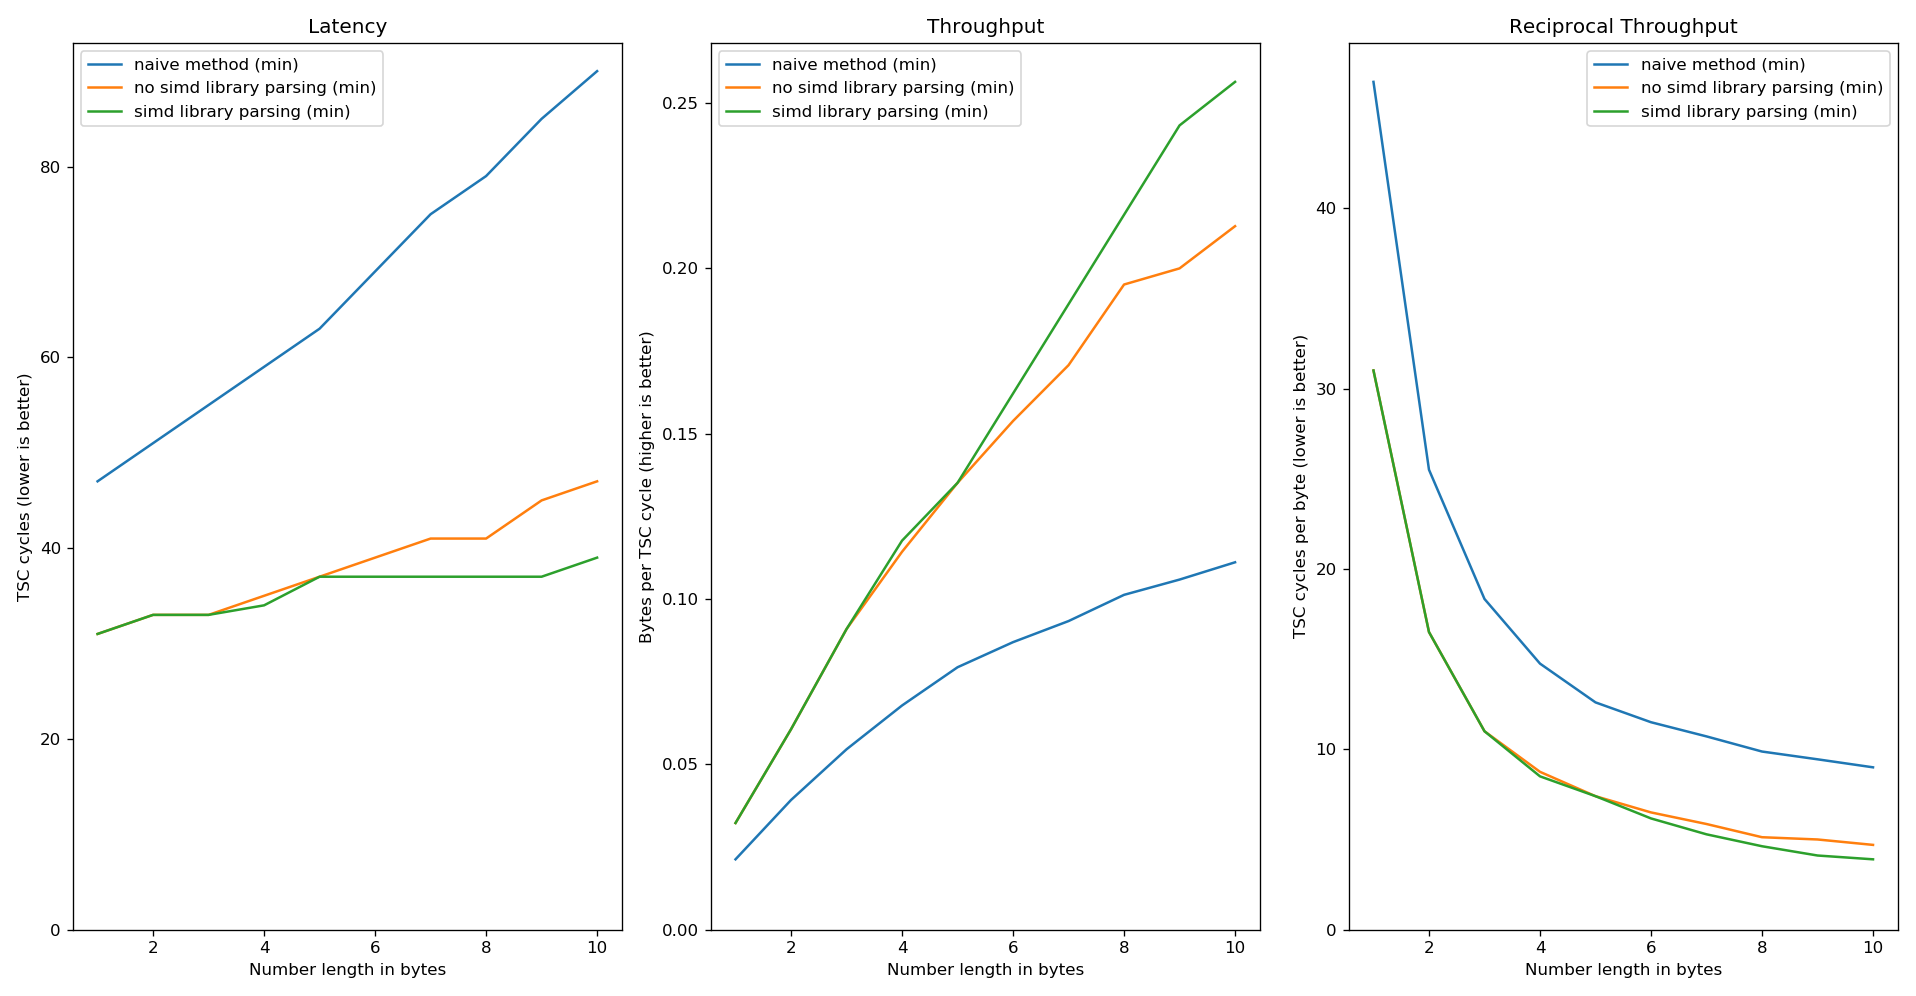 Latency
naive method (min)
no simd library parsing (min)
simd library parsing (min)
TSC cycles (lower is better)
80
60
40
20
0
2 4 6 8 10
Number length in bytes
Throughput
naive method (min)
no simd library parsing (min)
simd library parsing (min)
Bytes per TSC cycle (higher is better)
0.25
0.20
0.15
0.10
0.05
0.00
2 4 6 8 10
Number length in bytes
Reciprocal Throughput
naive method (min)
no simd library parsing (min)
simd library parsing (min)
TSC cycles per byte (lower is better)
40
30
20
10
0
2 4 6 8 10
Number length in bytes